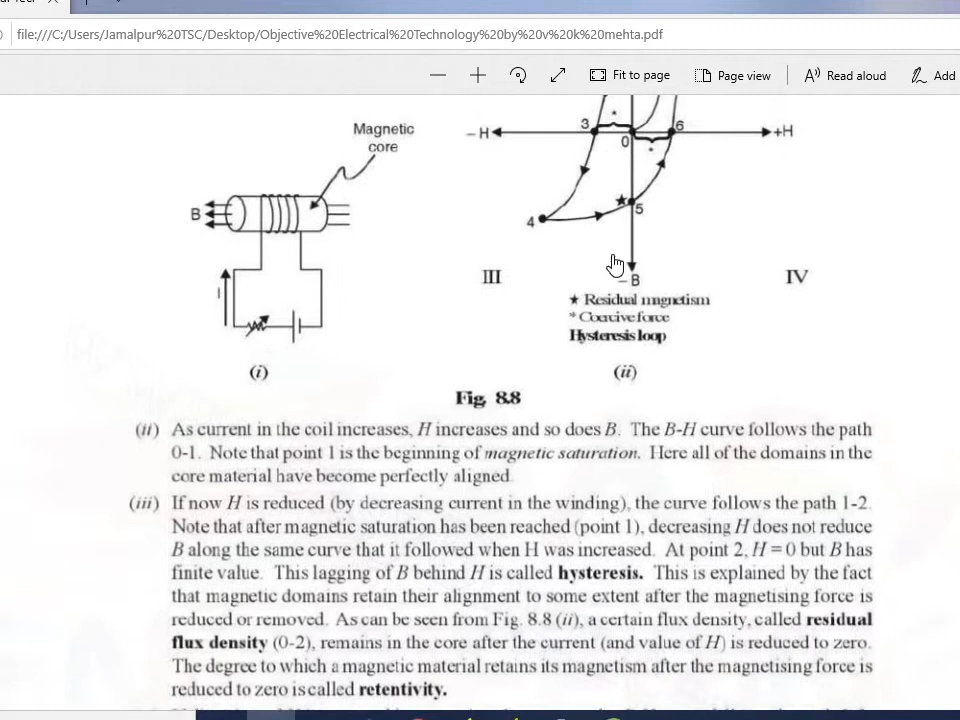 file:///C:/Users/Jamalpur%20TSC/Desktop/Objective%20Electrical%20Technology%20by%20v%20k%20mehta.pdf
Fit to page
Page view
Read aloud
Add
Magnetic
core
B
I
(i)
- H
3
0
6
+H
4
5
III
IV
- B
★ Residual magnetism
* Coercive force
Hysteresis loop
(ii)
Fig. 8.8
(ii) As current in the coil increases, H increases and so does B. The B-H curve follows the path
0-1. Note that point 1 is the beginning of magnetic saturation. Here all of the domains in the
core material have become perfectly aligned.
(iii) If now H is reduced (by decreasing current in the winding), the curve follows the path 1-2.
Note that after magnetic saturation has been reached (point 1), decreasing H does not reduce
B along the same curve that it followed when H was increased. At point 2, H = 0 but B has
finite value. This lagging of B behind H is called hysteresis. This is explained by the fact
that magnetic domains retain their alignment to some extent after the magnetising force is
reduced or removed. As can be seen from Fig. 8.8 (ii), a certain flux density, called residual
flux density (0-2), remains in the core after the current (and value of H) is reduced to zero.
The degree to which a magnetic material retains its magnetism after the magnetising force is
reduced to zero is called retentivity.